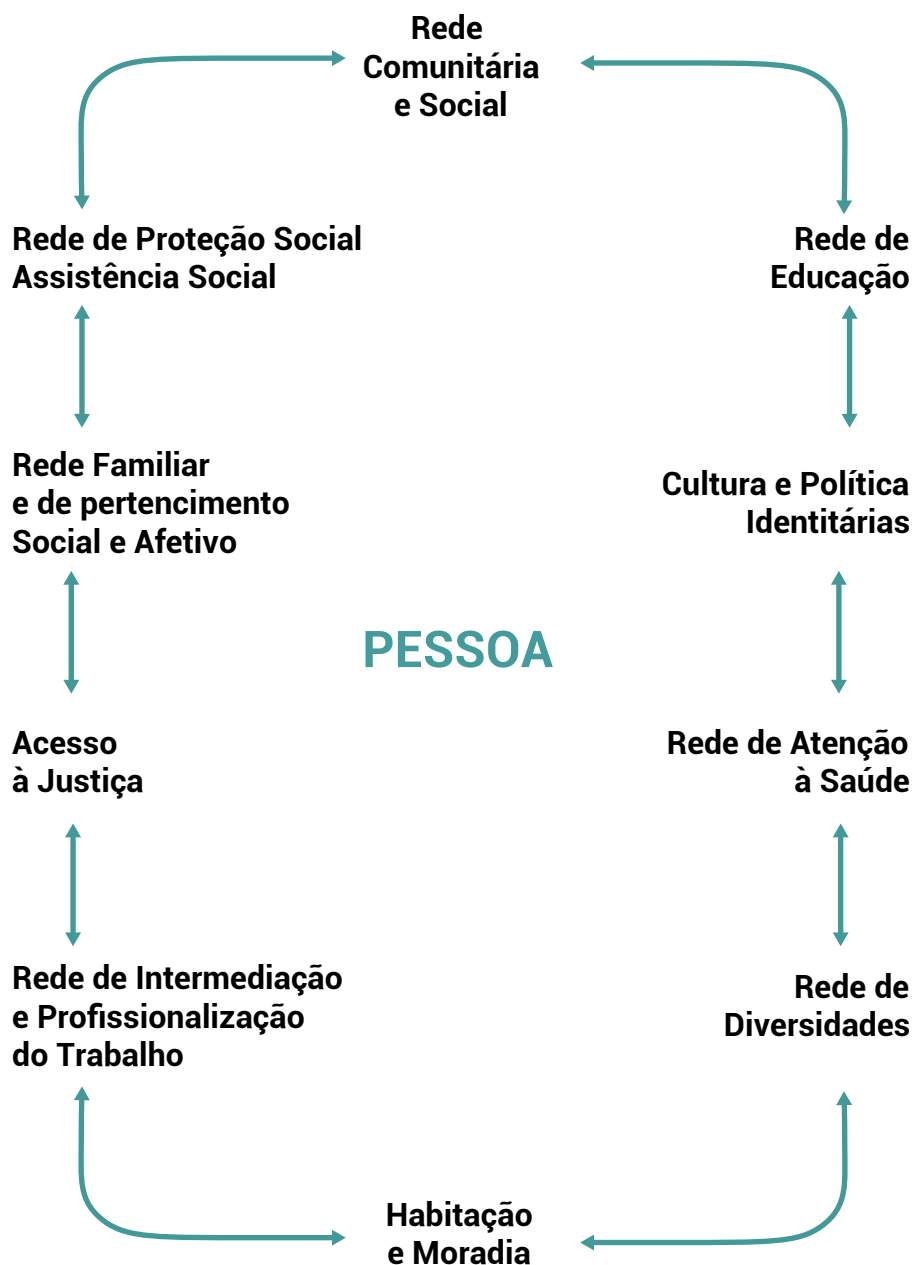 Rede
Comunitária
e Social
Rede de Proteção Social
Assistência Social
Rede de
Educação
Rede Familiar
e de pertencimento
Social e Afetivo
Cultura e Política
Identitárias
PESSOA
Acesso
à Justiça
Rede de Atenção
à Saúde
Rede de Intermediação
e Profissionalização
do Trabalho
Rede de
Diversidades
Habitação
e Moradia